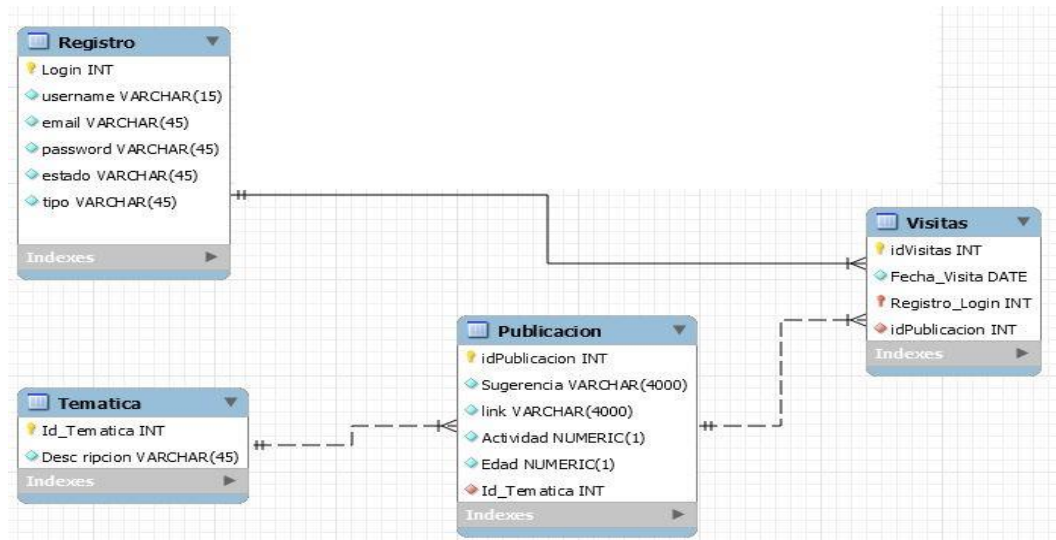 Registro
Login INT
username VARCHAR(15)
email VARCHAR(45)
password VARCHAR(45)
estado VARCHAR(45)
tipo VARCHAR(45)
Indexes
Visitas
idVisitas INT
Fecha_Visita DATE
Registro_Login INT
idPublicacion INT
Indexes
Publicacion
idPublicacion INT
Sugerencia VARCHAR(4000)
link VARCHAR(4000)
Actividad NUMERIC(1)
Edad NUMERIC(1)
Id_Tematica INT
Indexes
Tematica
Id_Tematica INT
Desc ripcion VARCHAR(45)
Indexes